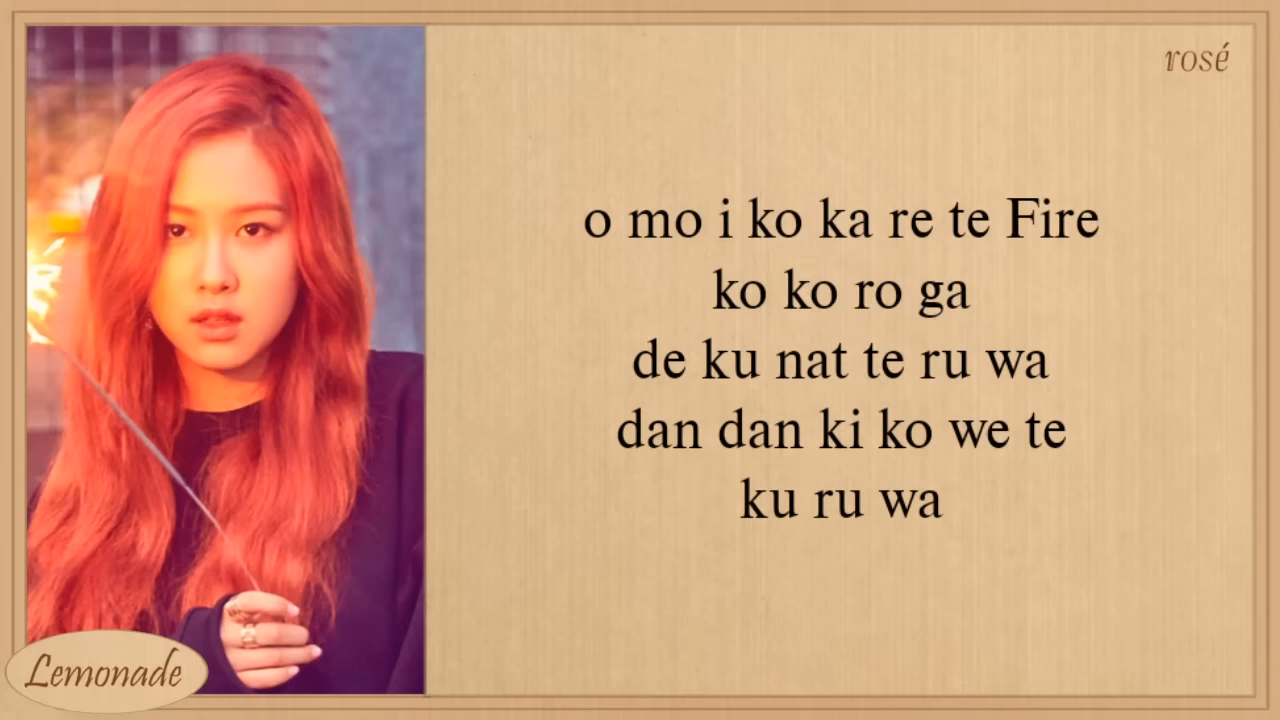 rosé
o mo i ko ka re te Fire
ko ko ro ga
de ku nat te ru wa
dan dan ki ko we te
ku ru wa
Lemonade